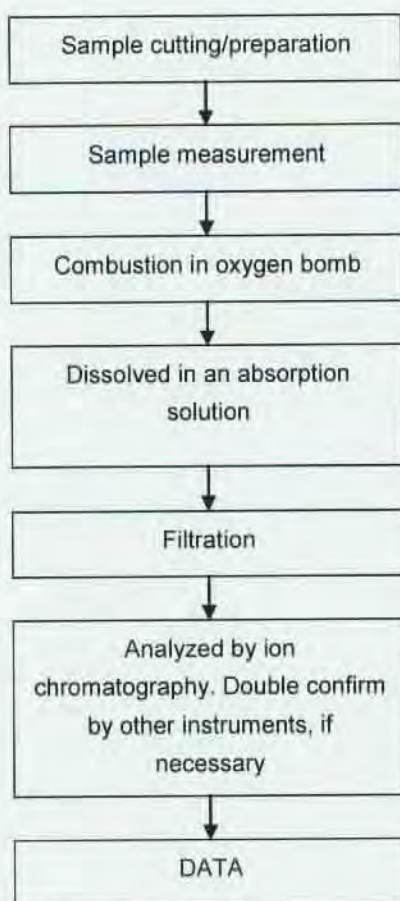 Sample cutting/preparation
Sample measurement
Combustion in oxygen bomb
Dissolved in an absorption
solution
Filtration
Analyzed by ion
chromatography. Double confirm
by other instruments, if
necessary
DATA